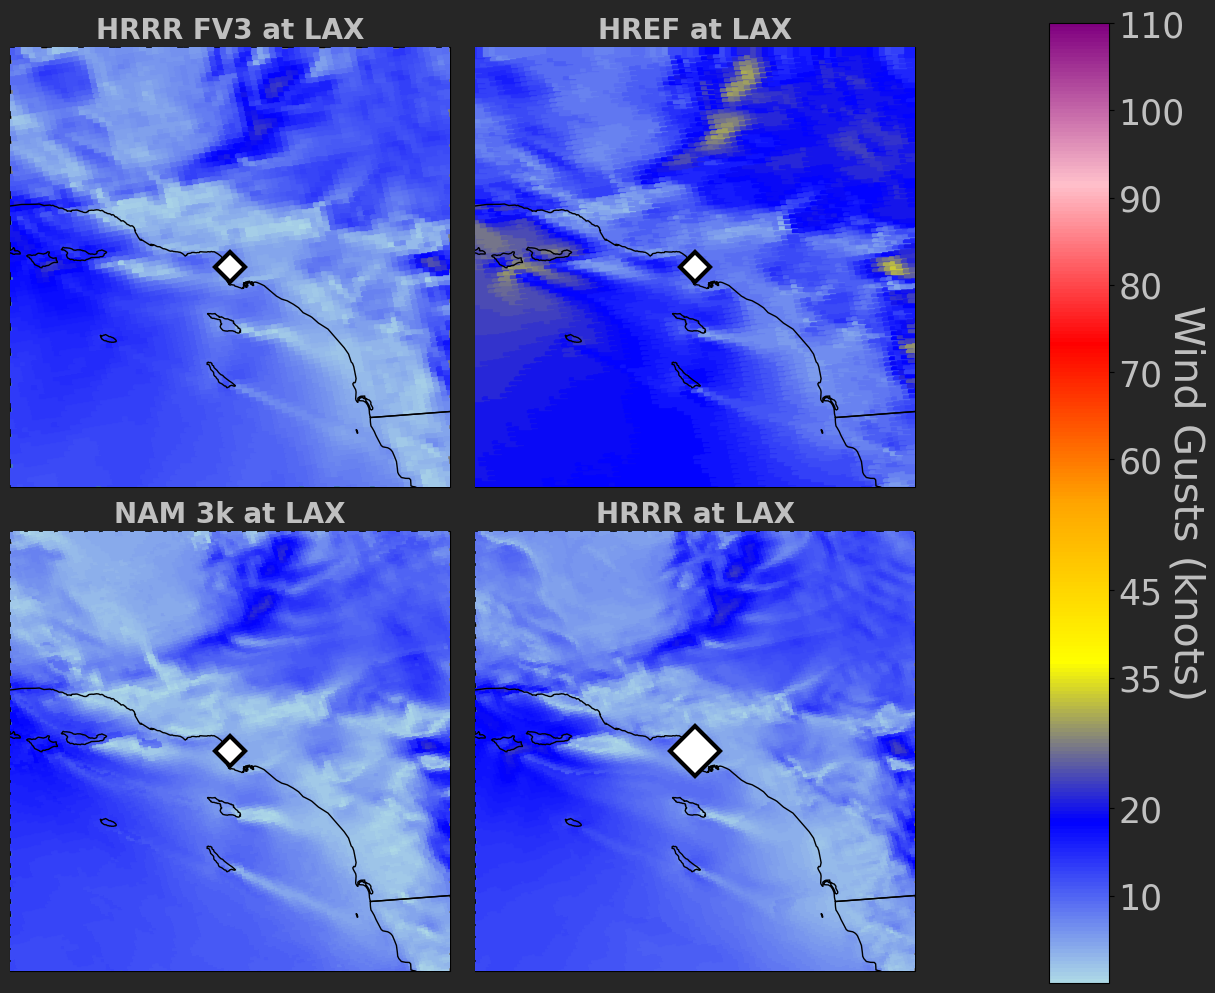 HRRR FV3 at LAX
HREF at LAX
NAM 3k at LAX
HRRR at LAX
110
100
90
80
70
60
45
35
20
10
Wind Gusts (knots)